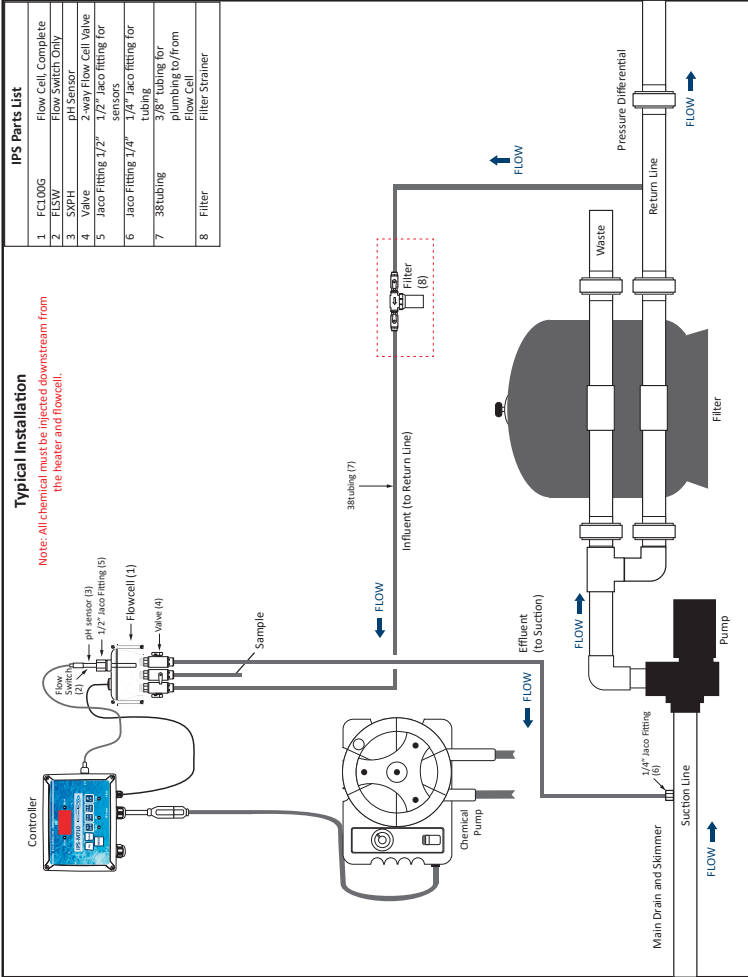 Typical Installation
Note: All chemical must be injected downstream from
the heater and flowcell.
IPS Parts List
1 FC100G Flow Cell, Complete
2 FLSW Flow Switch Only
3 SXPH pH Sensor
4 Valve 2-way Flow Cell Valve
5 Jaco Fitting 1/2" 1/2" Jaco fitting for
sensors
6 Jaco Fitting 1/4" 1/4" Jaco fitting for
tubing
7 38tubing 3/8" tubing for
plumbing to/from
Flow Cell
8 Filter Filter Strainer
Controller
IPS-M710
Flow
Switch
(2)
pH sensor (3)
1/2" Jaco Fitting (5)
Flowcell (1)
Valve (4)
Sample
FLOW
38tubing (7)
Influent (to Return Line)
Filter
(8)
FLOW
Chemical
Pump
FLOW
Effluent
(to Suction)
FLOW
Waste
Pressure Differential
Return Line
FLOW
Main Drain and Skimmer
1/4" Jaco Fitting
(6)
Suction Line
FLOW
Pump
Filter